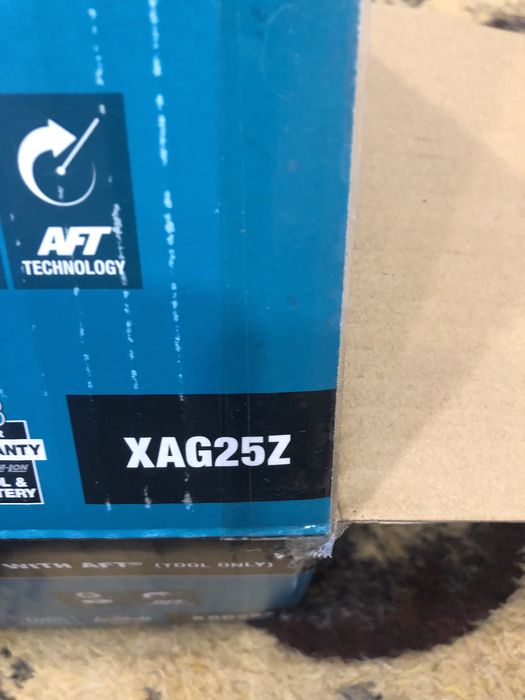 AFT
TECHNOLOGY
ANTY
L &
TERY
XAG25Z
WITH AFT® (TOOL ONLY)